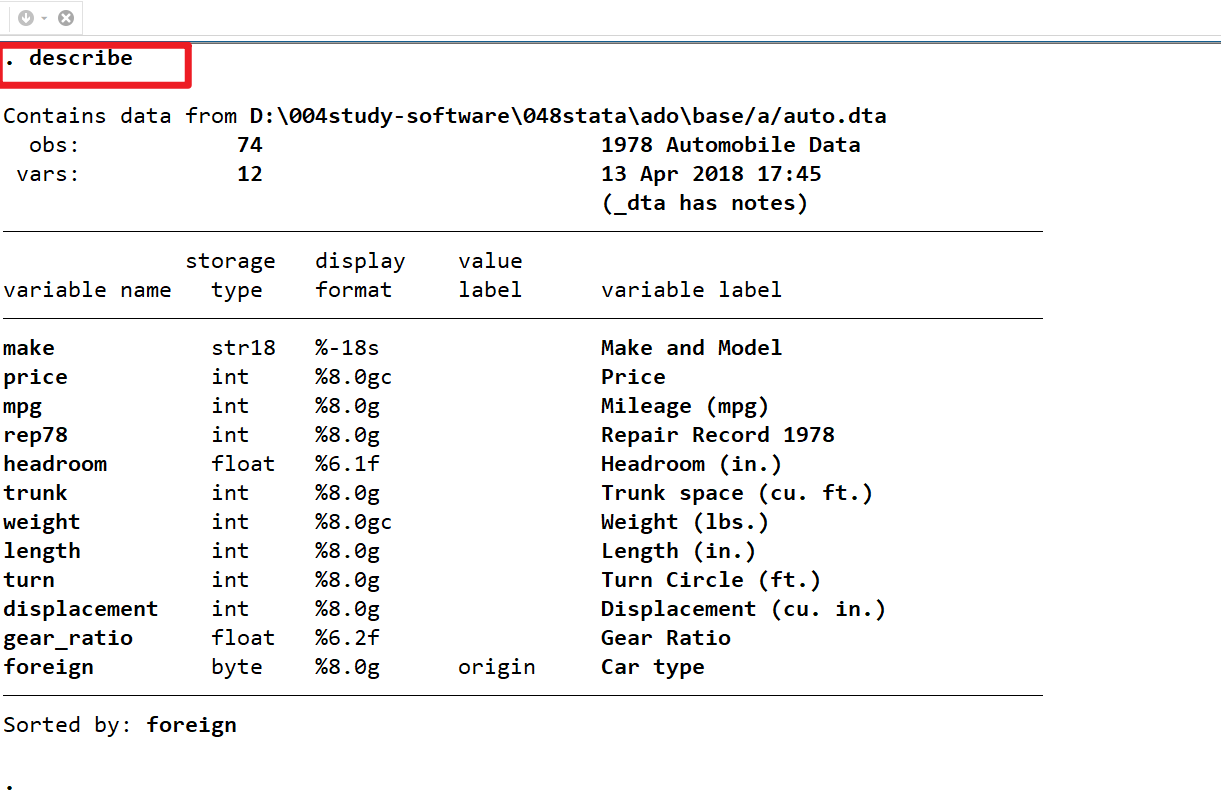 . describe
Contains data from D:\004study-software\048stata\ado\base/a/auto.dta
obs: 74 1978 Automobile Data
vars: 12 13 Apr 2018 17:45
(_dta has notes)
storage display value
variable name type format label variable label
make str18 %-18s Make and Model
price int %8.0gc Price
mpg int %8.0g Mileage (mpg)
rep78 int %8.0g Repair Record 1978
headroom float %6.1f Headroom (in.)
trunk int %8.0g Trunk space (cu. ft.)
weight int %8.0gc Weight (lbs.)
length int %8.0g Length (in.)
turn int %8.0g Turn Circle (ft.)
displacement int %8.0g Displacement (cu. in.)
gear_ratio float %6.2f Gear Ratio
foreign byte %8.0g origin Car type
Sorted by: foreign
.